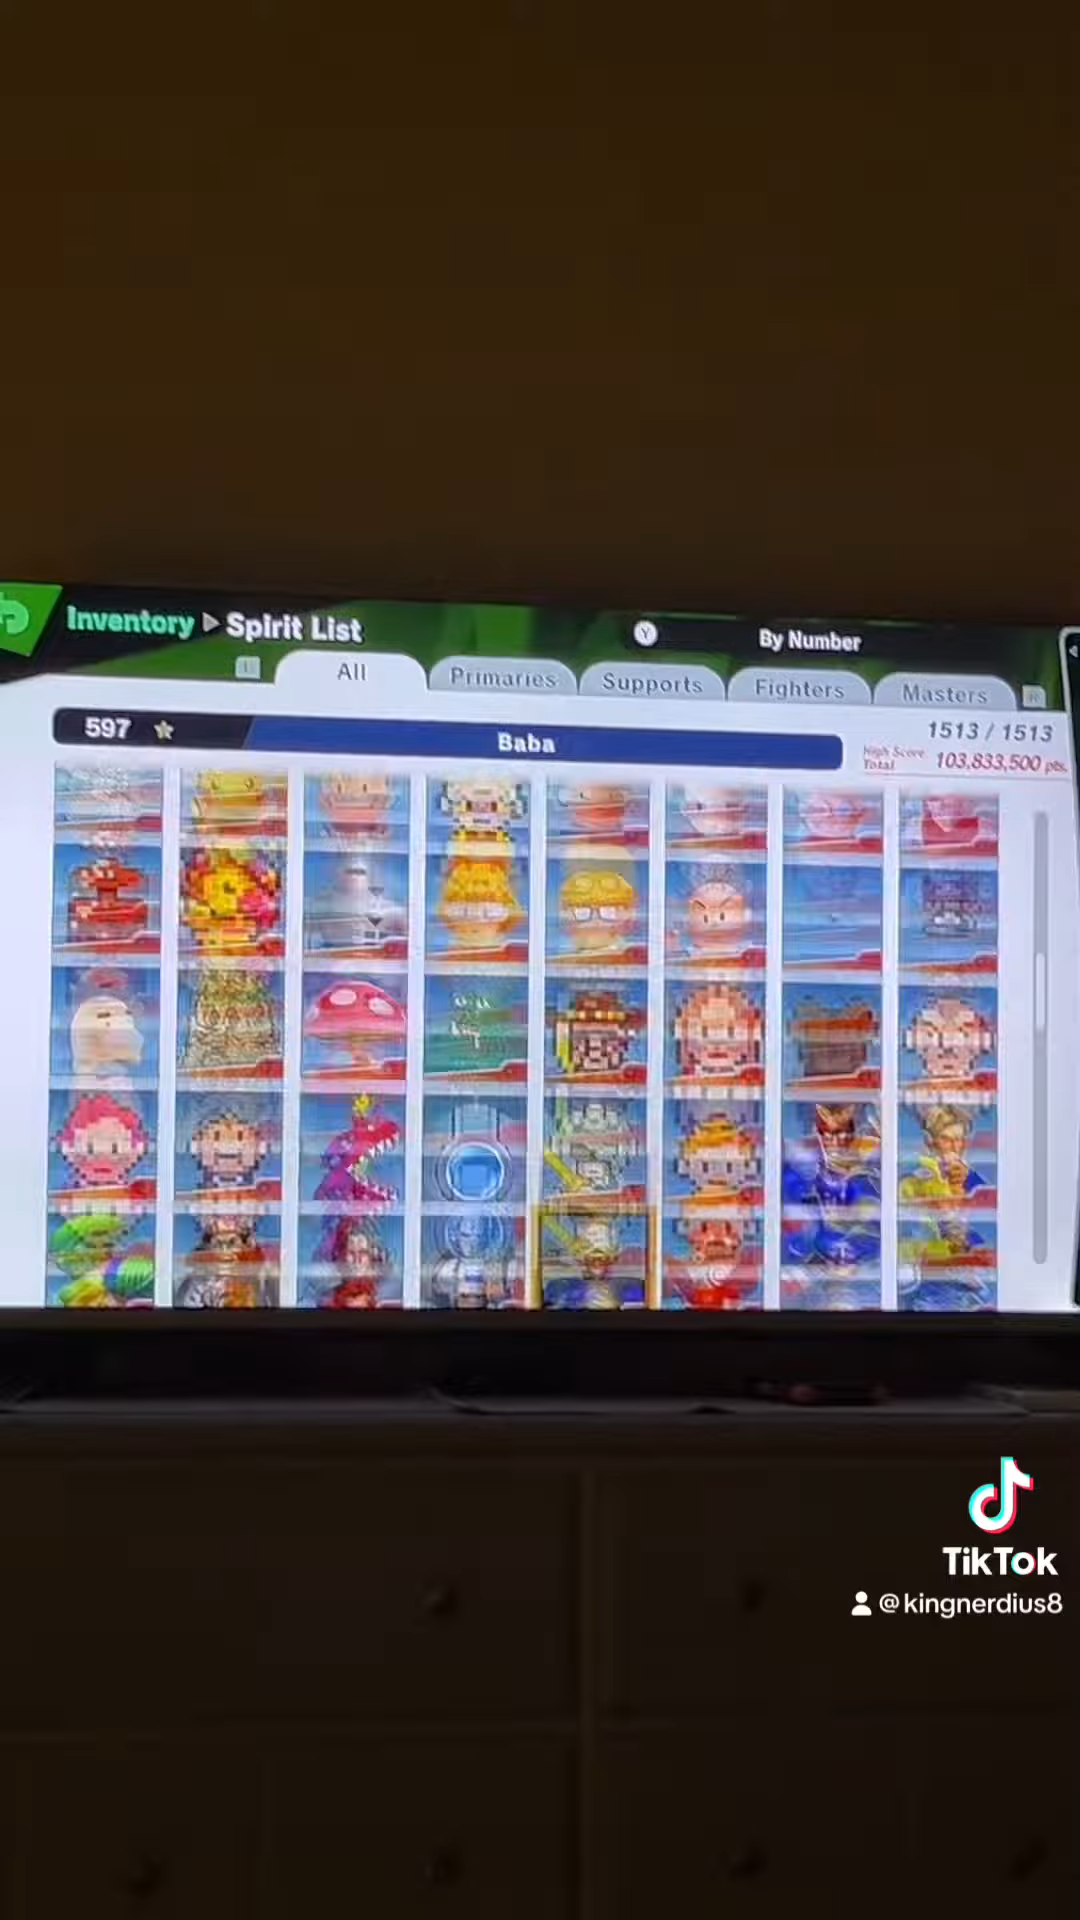 Inventory ▷ Spirit List
Y By Number
All
Primaries
Supports
Fighters
Masters
597 ★ Baba
1513 / 1513
High Score Total 103,833,500 pts.
TikTok
@kingnerdius8